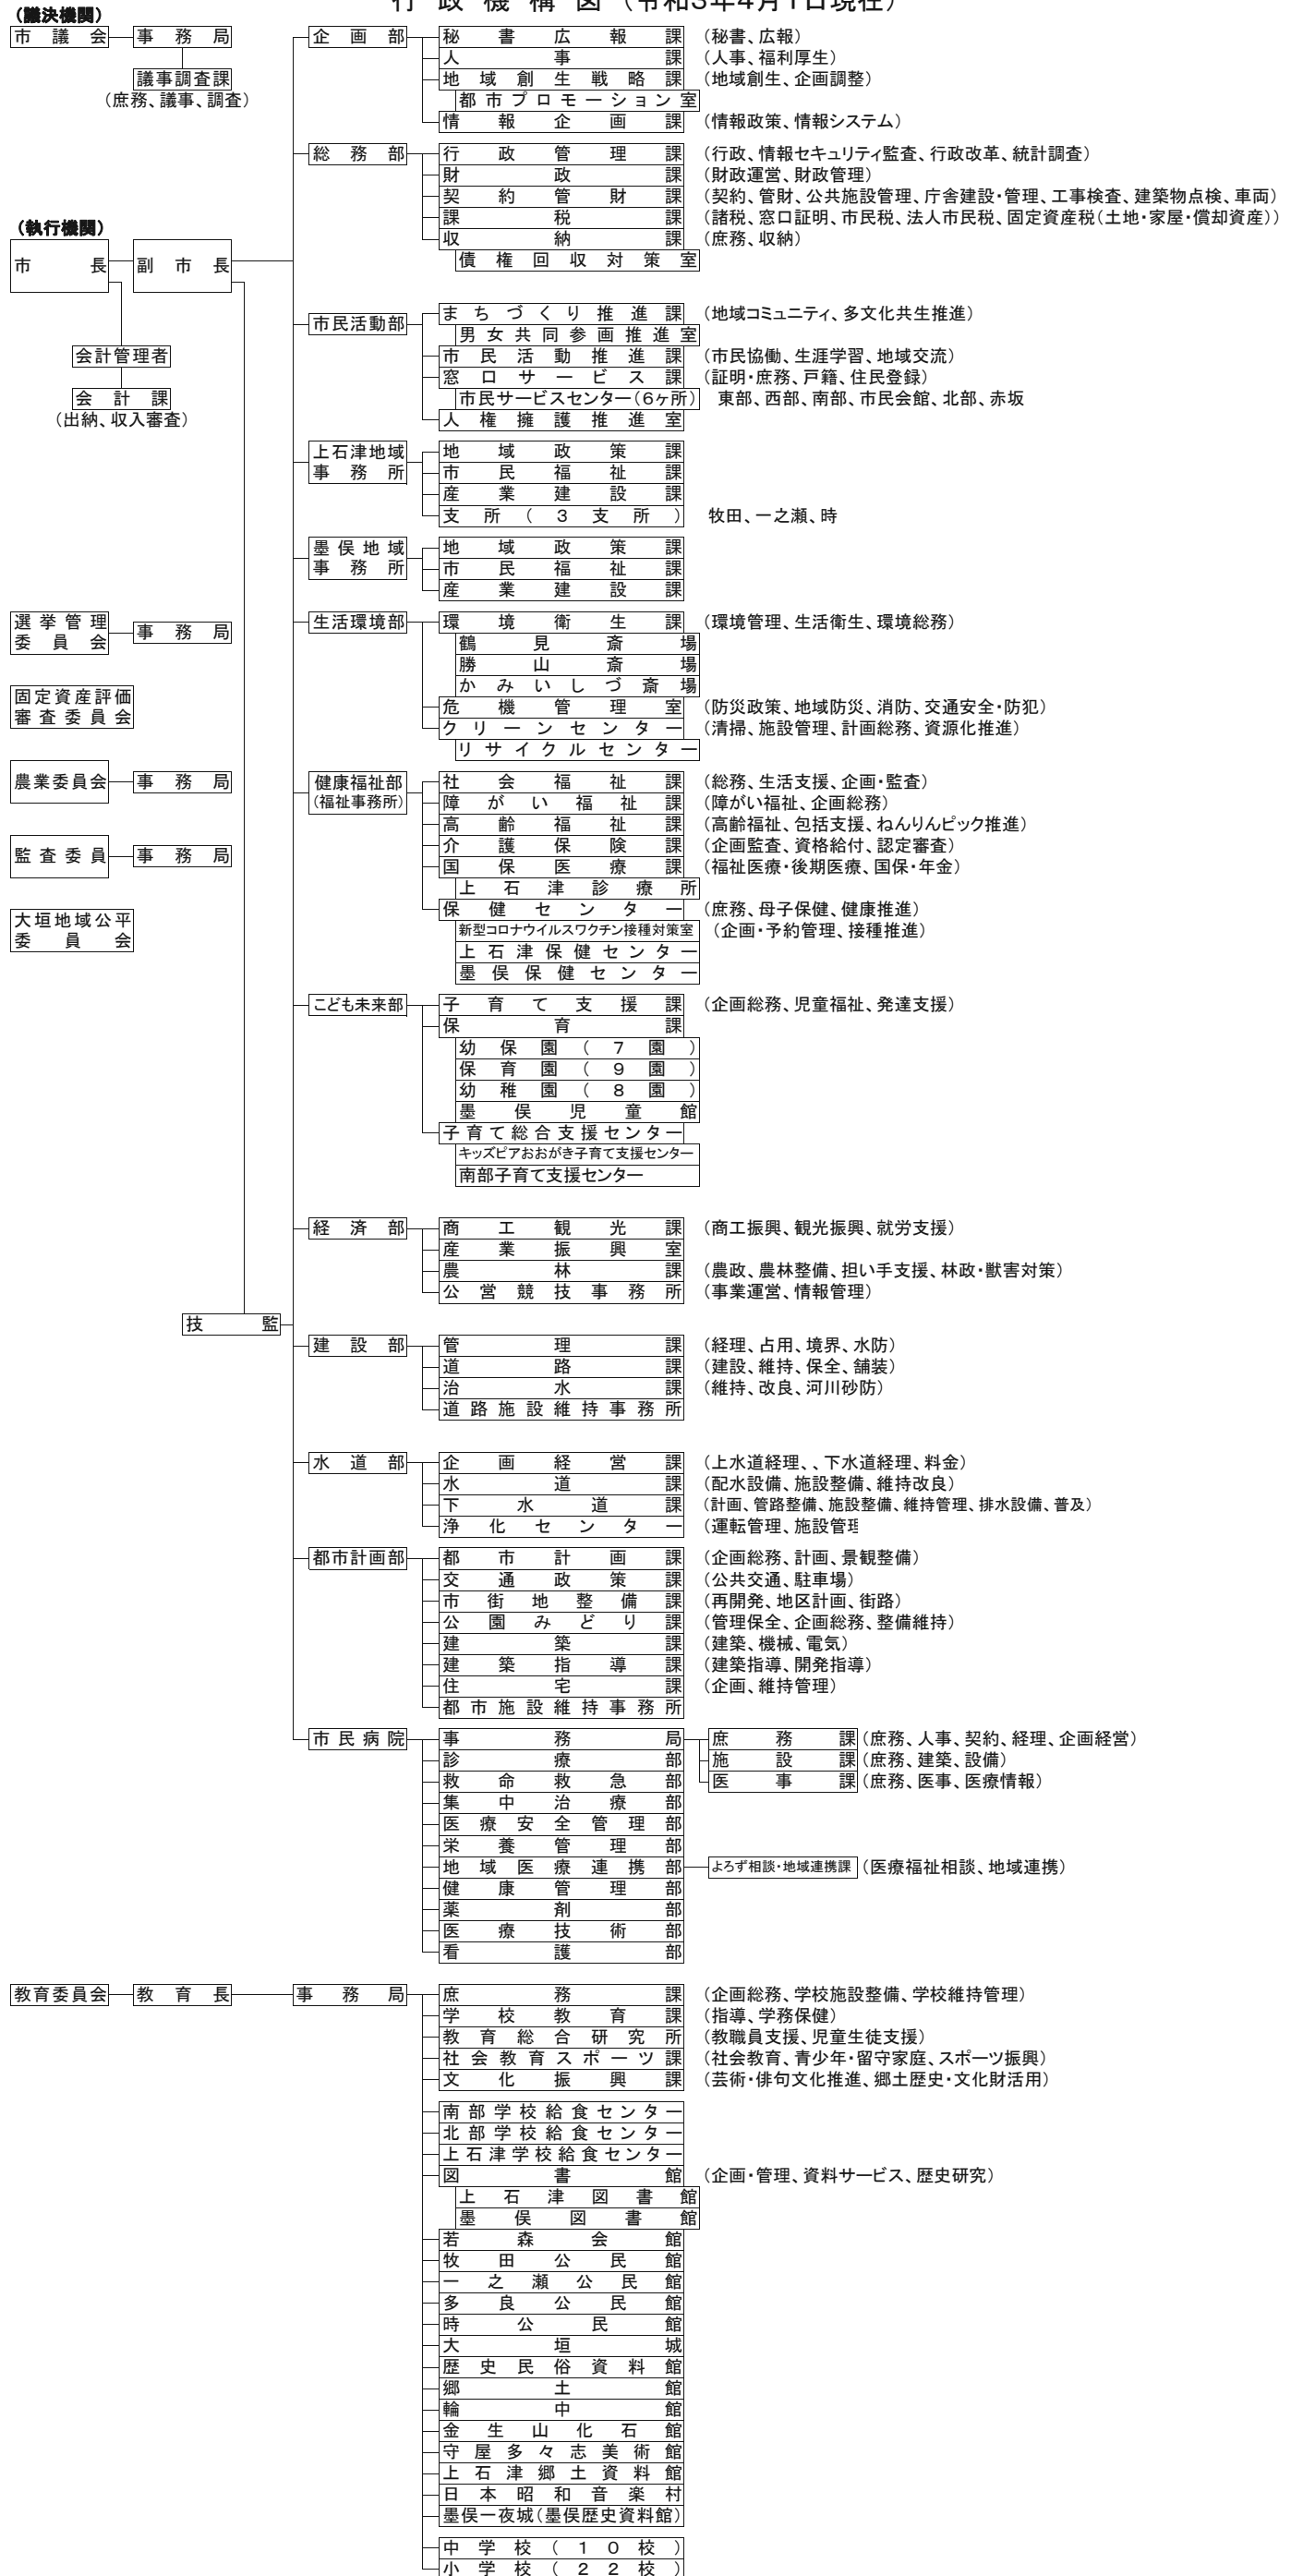 行政機構図（令和3年4月1日現在）
（議決機関）
市議会 事務局
議事調査課
（庶務、議事、調査）
（執行機関）
市長 副市長
会計管理者
会計課
（出納、収入審査）
選挙管理委員会 事務局
固定資産評価審査委員会
農業委員会 事務局
監査委員 事務局
大垣地域公平委員会
技監
企画部
秘書広報課 （秘書、広報）
人事課 （人事、福利厚生）
地域創生戦略課 （地域創生、企画調整）
都市プロモーション室
情報企画課 （情報政策、情報システム）
総務部
行政管理課 （行政、情報セキュリティ監査、行政改革、統計調査）
財政課 （財政運営、財政管理）
契約管財課 （契約、管財、公共施設管理、庁舎建設・管理、工事検査、建築物点検、車両）
課税課 （諸税、窓口証明、市民税、法人市民税、固定資産税（土地・家屋・償却資産））
収納課 （庶務、収納）
債権回収対策室
市民活動部
まちづくり推進課 （地域コミュニティ、多文化共生推進）
男女共同参画推進室
市民活動推進課 （市民協働、生涯学習、地域交流）
窓口サービス課 （証明・庶務、戸籍、住民登録）
市民サービスセンター（6ヶ所） 東部、西部、南部、市民会館、北部、赤坂
人権擁護推進室
上石津地域事務所
地域政策課
市民福祉課
産業建設課
支所（3支所） 牧田、一之瀬、時
墨俣地域事務所
地域政策課
市民福祉課
産業建設課
生活環境部
環境衛生課 （環境管理、生活衛生、環境総務）
鶴見斎場
勝山斎場
かみいしづ斎場
危機管理室 （防災政策、地域防災、消防、交通安全・防犯）
クリーンセンター （清掃、施設管理、計画総務、資源化推進）
リサイクルセンター
健康福祉部（福祉事務所）
社会福祉課 （総務、生活支援、企画・監査）
障がい福祉課 （障がい福祉、企画総務）
高齢福祉課 （高齢福祉、包括支援、ねんりんピック推進）
介護保険課 （企画監査、資格給付、認定審査）
国保医療課 （福祉医療・後期医療、国保・年金）
上石津診療所
保健センター （庶務、母子保健、健康推進）
新型コロナウイルスワクチン接種対策室 （企画・予約管理、接種推進）
上石津保健センター
墨俣保健センター
こども未来部
子育て支援課 （企画総務、児童福祉、発達支援）
保育課
幼保園（7園）
保育園（9園）
幼稚園（8園）
墨俣児童館
子育て総合支援センター
キッズピアおおがき子育て支援センター
南部子育て支援センター
経済部
商工観光課 （商工振興、観光振興、就労支援）
産業振興室
農林課 （農政、農林整備、担い手支援、林政・獣害対策）
公営競技事務所 （事業運営、情報管理）
建設部
管理課 （経理、占用、境界、水防）
道路課 （建設、維持、保全、舗装）
治水課 （維持、改良、河川砂防）
道路施設維持事務所
水道部
企画経営課 （上水道経理、、下水道経理、料金）
水道課 （配水設備、施設整備、維持改良）
下水道課 （計画、管路整備、施設整備、維持管理、排水設備、普及）
浄化センター （運転管理、施設管理
都市計画部
都市計画課 （企画総務、計画、景観整備）
交通政策課 （公共交通、駐車場）
市街地整備課 （再開発、地区計画、街路）
公園みどり課 （管理保全、企画総務、整備維持）
建築課 （建築、機械、電気）
建築指導課 （建築指導、開発指導）
住宅課 （企画、維持管理）
都市施設維持事務所
市民病院
事務局 庶務課 （庶務、人事、契約、経理、企画経営）
診療部 施設課 （庶務、建築、設備）
救命救急部 医事課 （庶務、医事、医療情報）
集中治療部
医療安全管理部
栄養管理部
地域医療連携部 よろず相談・地域連携課 （医療福祉相談、地域連携）
健康管理部
薬剤部
医療技術部
看護部
教育委員会 教育長 事務局
庶務課 （企画総務、学校施設整備、学校維持管理）
学校教育課 （指導、学務保健）
教育総合研究所 （教職員支援、児童生徒支援）
社会教育スポーツ課 （社会教育、青少年・留守家庭、スポーツ振興）
文化振興課 （芸術・俳句文化推進、郷土歴史・文化財活用）
南部学校給食センター
北部学校給食センター
上石津学校給食センター
図書館 （企画・管理、資料サービス、歴史研究）
上石津図書館
墨俣図書館
若森会館
牧田公民館
一之瀬公民館
多良公民館
時公民館
大垣城
歴史民俗資料館
郷土館
輪中館
金生山化石館
守屋多々志美術館
上石津郷土資料館
日本昭和音楽村
墨俣一夜城（墨俣歴史資料館）
中学校（10校）
小学校（22校）